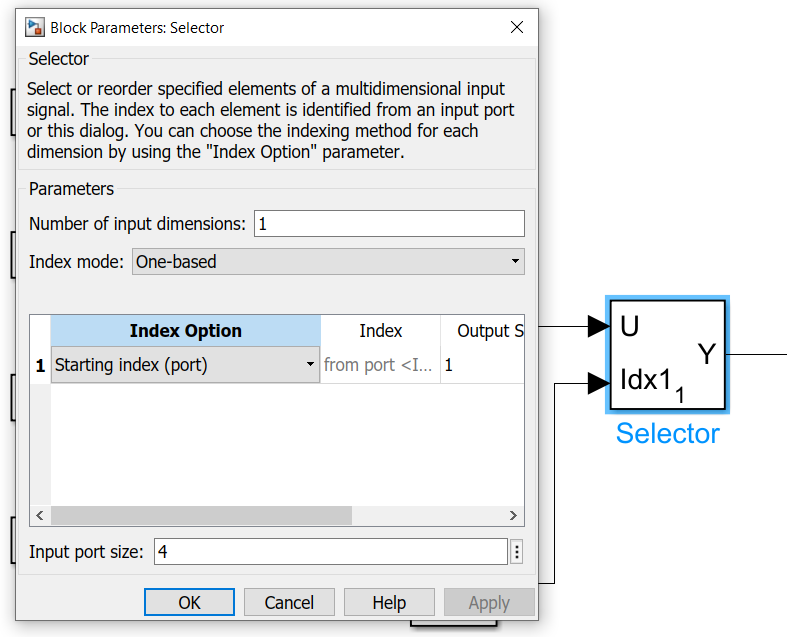 Block Parameters: Selector
Selector
Select or reorder specified elements of a multidimensional input
signal. The index to each element is identified from an input port
or this dialog. You can choose the indexing method for each
dimension by using the "Index Option" parameter.
Parameters
Number of input dimensions: 1
Index mode: One-based
Index Option Index Output S
1 Starting index (port) from port <I... 1
Input port size: 4
OK Cancel Help Apply
U
Y
Idx1 1
Selector